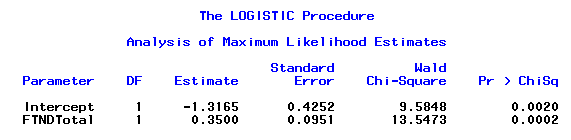 The LOGISTIC Procedure
Analysis of Maximum Likelihood Estimates
Standard Wald
Parameter DF Estimate Error Chi-Square Pr > ChiSq
Intercept 1 -1.3165 0.4252 9.5848 0.0020
FTNDTotal 1 0.3500 0.0951 13.5473 0.0002